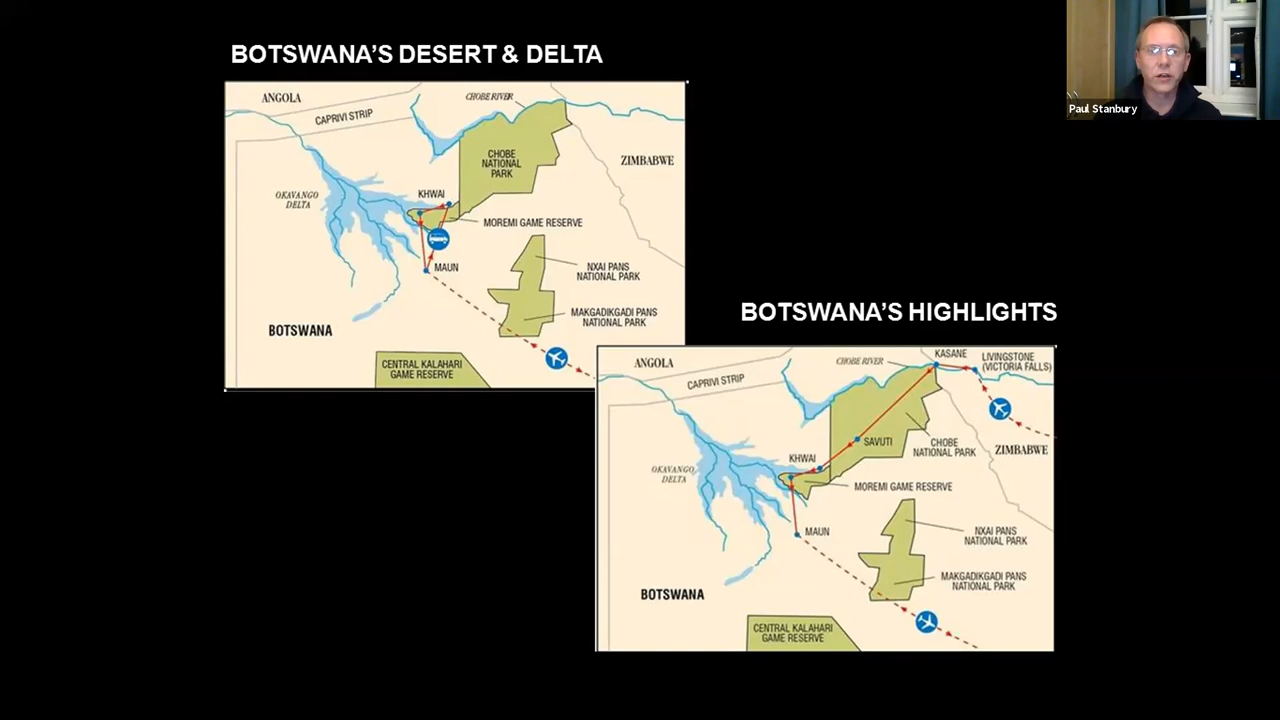 BOTSWANA'S DESERT & DELTA
Paul Stanbury
ANGOLA
CAPRIVI STRIP
CHOBE RIVER
CHOBE
NATIONAL
PARK
ZIMBABWE
OKAVANGO
DELTA
KHWAI
MOREMI GAME RESERVE
MAUN
NXAI PANS
NATIONAL PARK
MAKGADIKGADI PANS
NATIONAL PARK
BOTSWANA
CENTRAL KALAHARI
GAME RESERVE
BOTSWANA'S HIGHLIGHTS
ANGOLA
CAPRIVI STRIP
CHOBE RIVER
KASANE
LIVINGSTONE
(VICTORIA FALLS)
SAVUTI
CHOBE
NATIONAL PARK
ZIMBABWE
KHWAI
OKAVANGO
DELTA
MOREMI GAME RESERVE
MAUN
NXAI PANS
NATIONAL PARK
MAKGADIKGADI PANS
NATIONAL PARK
BOTSWANA
CENTRAL KALAHARI
GAME RESERVE